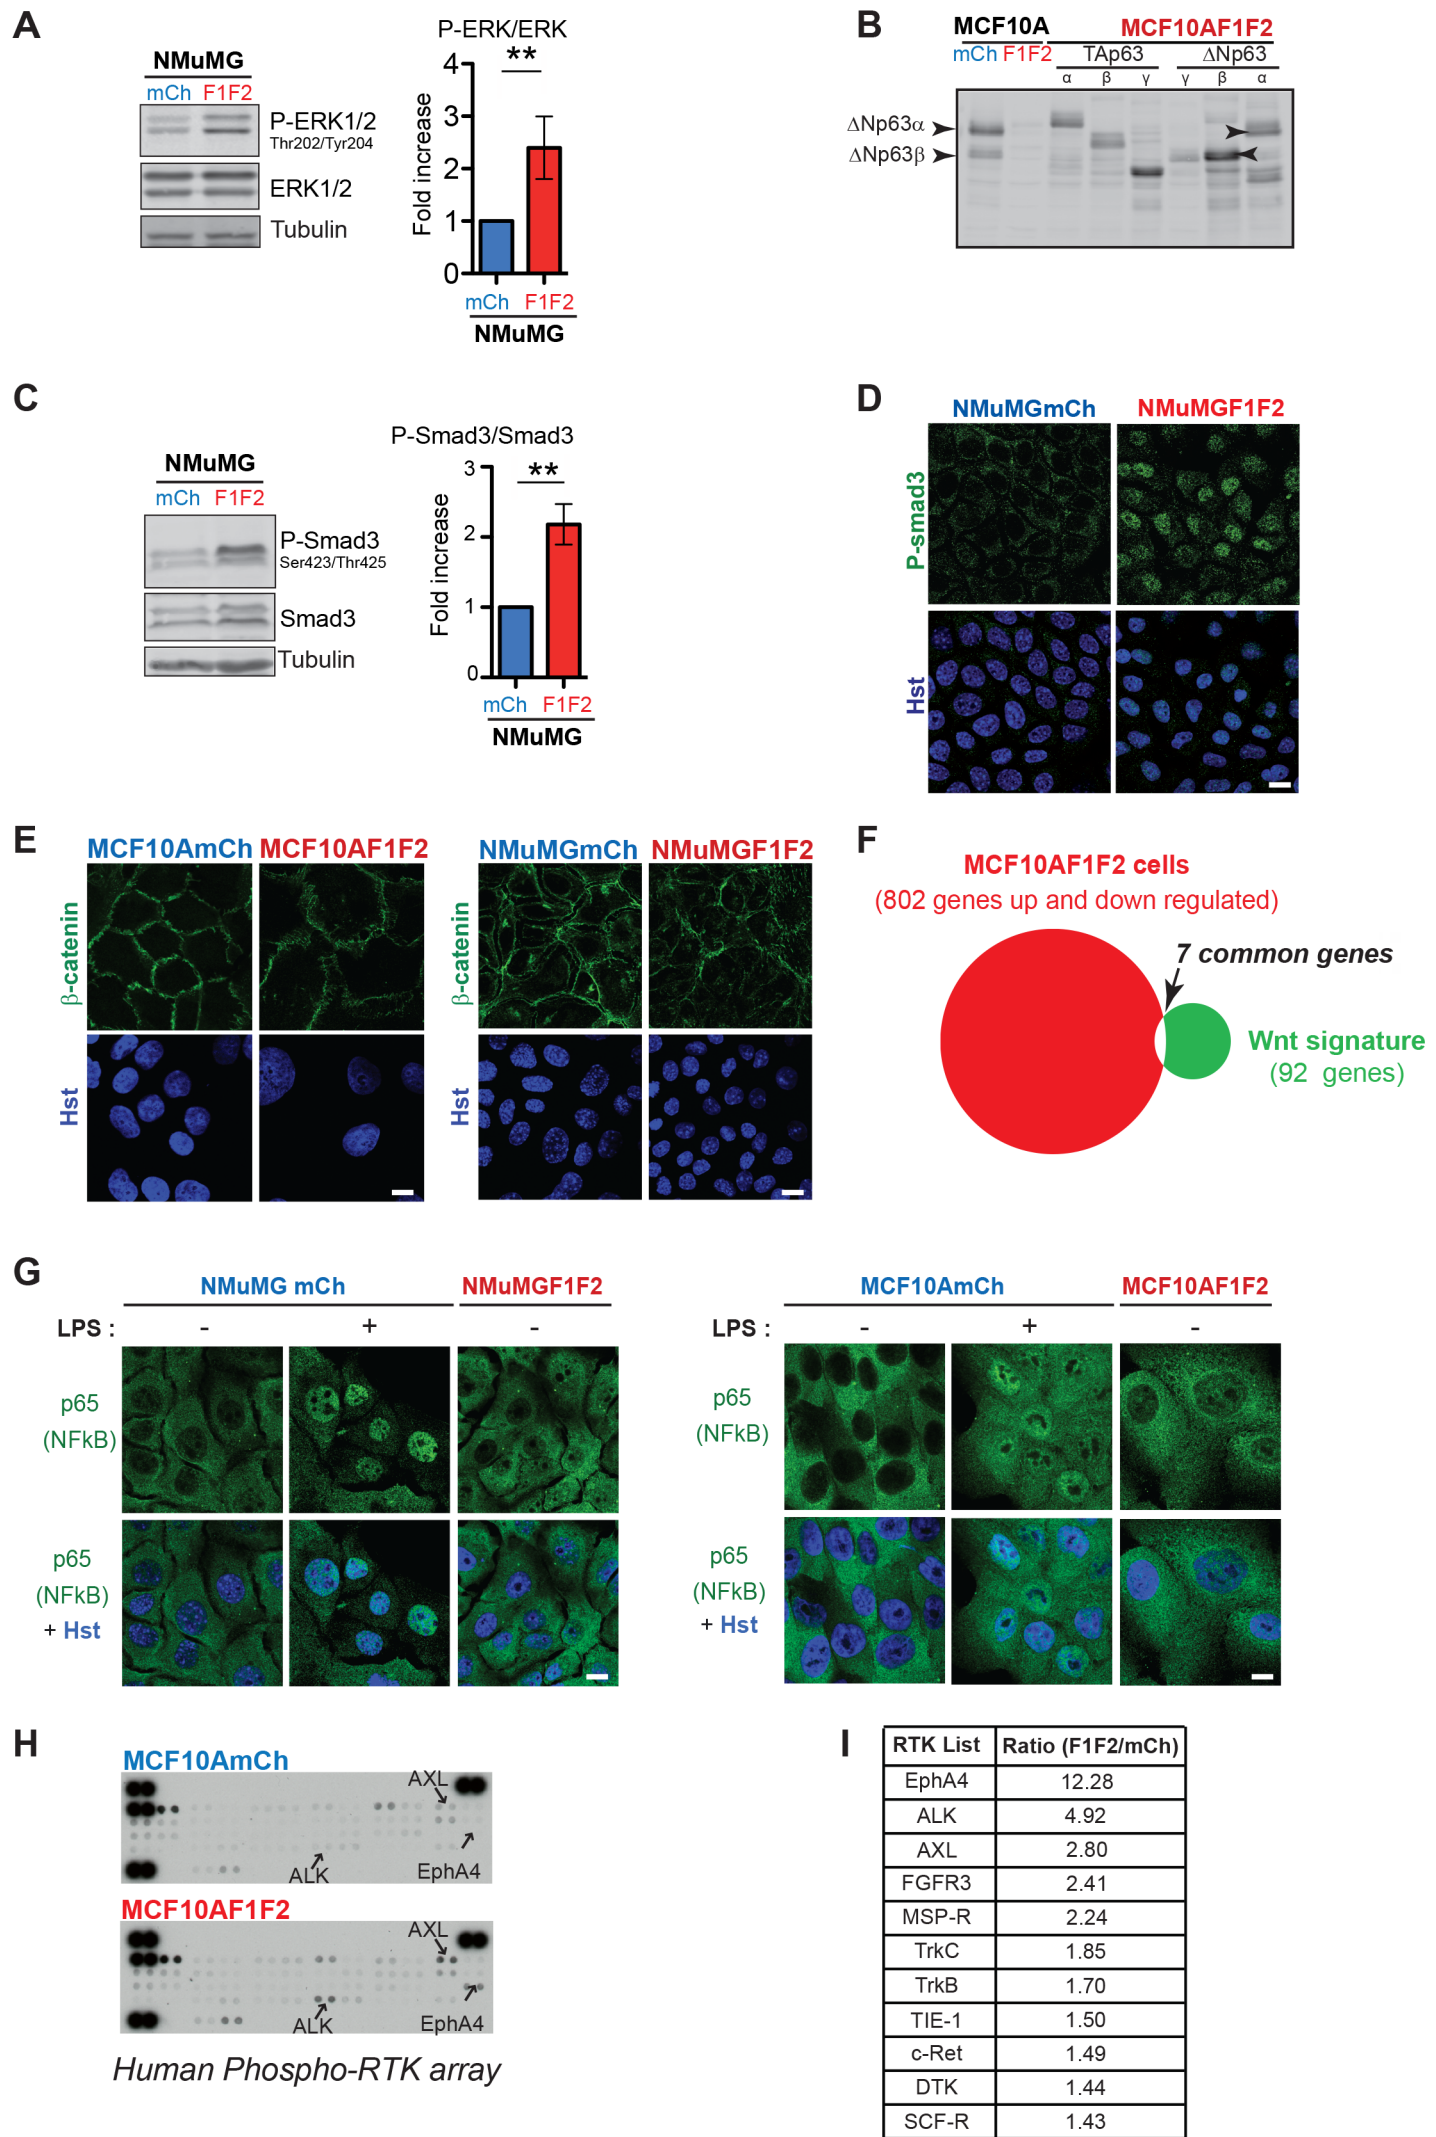 A
NMuMG
mCh F1F2
P-ERK1/2
Thr202/Tyr204
ERK1/2
Tubulin
P-ERK/ERK
**
Fold increase
4
3
2
1
0
mCh F1F2
NMuMG
B
MCF10A MCF10AF1F2
mCh F1F2 TAp63 ΔNp63
α β γ γ β α
ΔNp63α
ΔNp63β
C
NMuMG
mCh F1F2
P-Smad3
Ser423/Thr425
Smad3
Tubulin
P-Smad3/Smad3
**
Fold increase
3
2
1
0
mCh F1F2
NMuMG
D
NMuMGmCh NMuMGF1F2
P-smad3
Hst
E
MCF10AmCh MCF10AF1F2
β-catenin
Hst
NMuMGmCh NMuMGF1F2
β-catenin
Hst
F
MCF10AF1F2 cells
(802 genes up and down regulated)
7 common genes
Wnt signature
(92 genes)
G
NMuMG mCh NMuMGF1F2
LPS : - + -
p65
(NFkB)
p65
(NFkB)
+ Hst
MCF10AmCh MCF10AF1F2
LPS : - + -
p65
(NFkB)
p65
(NFkB)
+ Hst
H
MCF10AmCh
AXL
ALK
EphA4
MCF10AF1F2
AXL
ALK
EphA4
Human Phospho-RTK array
I
RTK List Ratio (F1F2/mCh)
EphA4 12.28
ALK 4.92
AXL 2.80
FGFR3 2.41
MSP-R 2.24
TrkC 1.85
TrkB 1.70
TIE-1 1.50
c-Ret 1.49
DTK 1.44
SCF-R 1.43